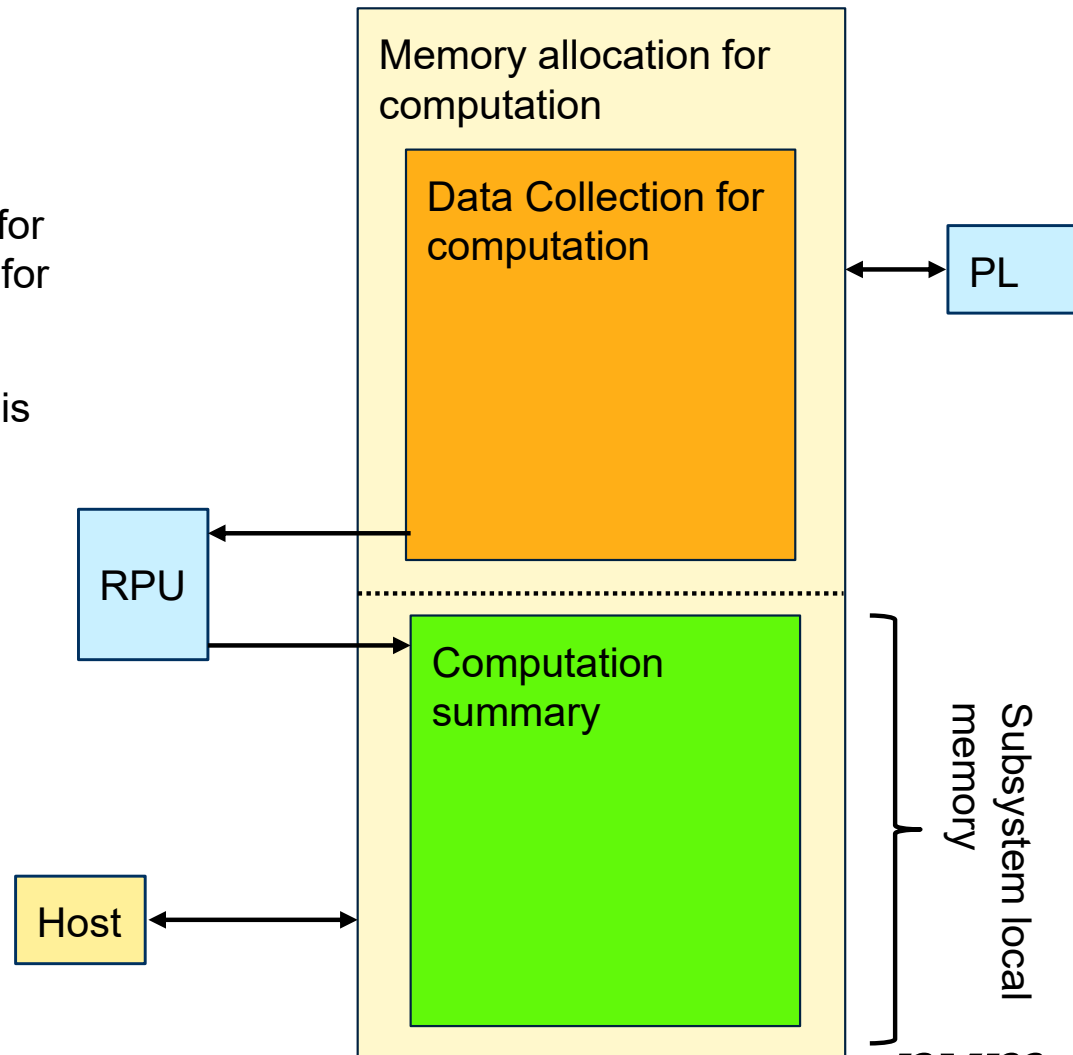 Memory allocation for
computation
Data Collection for
computation
for
for
is
PL
RPU
Computation
summary
Subsystem local
memory
Host